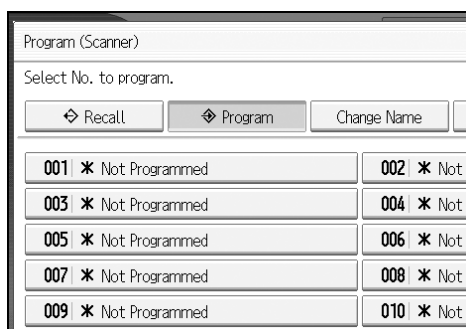 Program (Scanner)
Select No. to program.
Recall Program Change Name
001 Not Programmed 002 Not
003 Not Programmed 004 Not
005 Not Programmed 006 Not
007 Not Programmed 008 Not
009 Not Programmed 010 Not